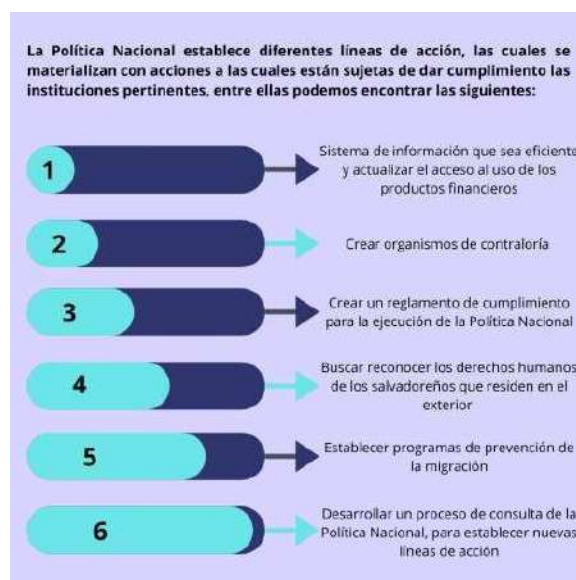 La Política Nacional establece diferentes líneas de acción, las cuales se
materializan con acciones a las cuales están sujetas de dar cumplimiento las
instituciones pertinentes, entre ellas podemos encontrar las siguientes:
1
Sistema de información que sea eficiente
y actualizar el acceso al uso de los
productos financieros
2
Crear organismos de contraloría
3
Crear un reglamento de cumplimiento
para la ejecución de la Política Nacional
4
Buscar reconocer los derechos humanos
de los salvadoreños que residen en el
exterior
5
Establecer programas de prevención de
la migración
6
Desarrollar un proceso de consulta de la
Política Nacional, para establecer nuevas
líneas de acción